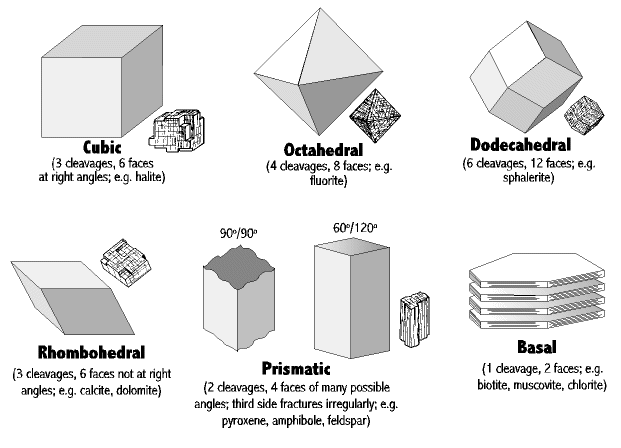 Cubic
(3 cleavages, 6 faces
at right angles; e.g. halite)
Octahedral
(4 cleavages, 8 faces; e.g.
fluorite)
Dodecahedral
(6 cleavages, 12 faces; e.g.
sphalerite)
Rhombohedral
(3 cleavages, 6 faces not at right
angles; e.g. calcite, dolomite)
90°/90°
60°/120°
Prismatic
(2 cleavages, 4 faces of many possible
angles; third side fractures irregularly; e.g.
pyroxene, amphibole, feldspar)
Basal
(1 cleavage, 2 faces; e.g.
biotite, muscovite, chlorite)